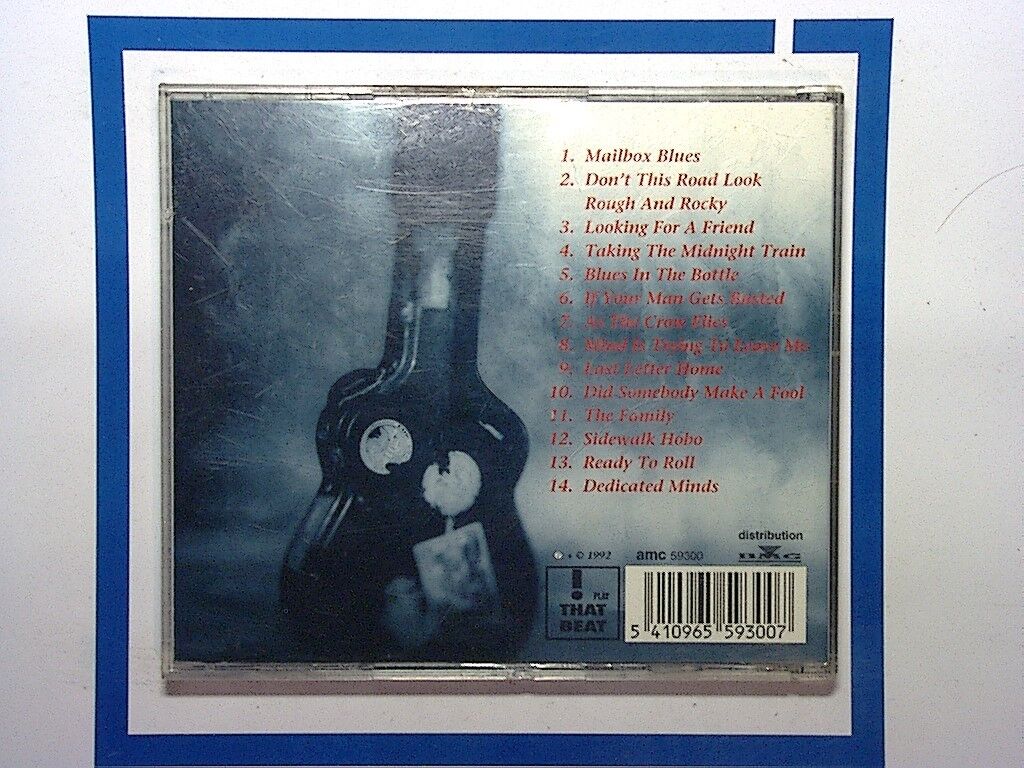 1. Mailbox Blues
2. Don't This Road Look
Rough And Rocky
3. Looking For A Friend
4. Taking The Midnight Train
5. Blues In The Bottle
6. If Your Man Gets Busted
7. As The Crow Flies
8. Mind Is Trying To Leave Me
9. Last Letter Home
10. Did Somebody Make A Fool
11. The Family
12. Sidewalk Hobo
13. Ready To Roll
14. Dedicated Minds
distribution
BMG
℗ + © 1992 amc 59300
! PLAY
THAT
BEAT
5 410965 593007